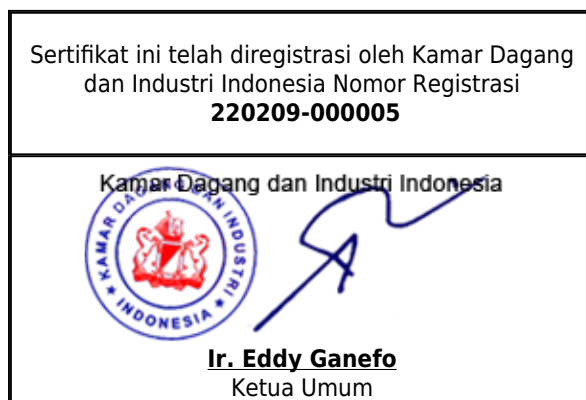 Sertifikat ini telah diregistrasi oleh Kamar Dagang
dan Industri Indonesia Nomor Registrasi
220209-000005
Kamar Dagang dan Industri Indonesia
KAMAR DAGANG DAN INDUSTRI
INDONESIA
Ir. Eddy Ganefo
Ketua Umum